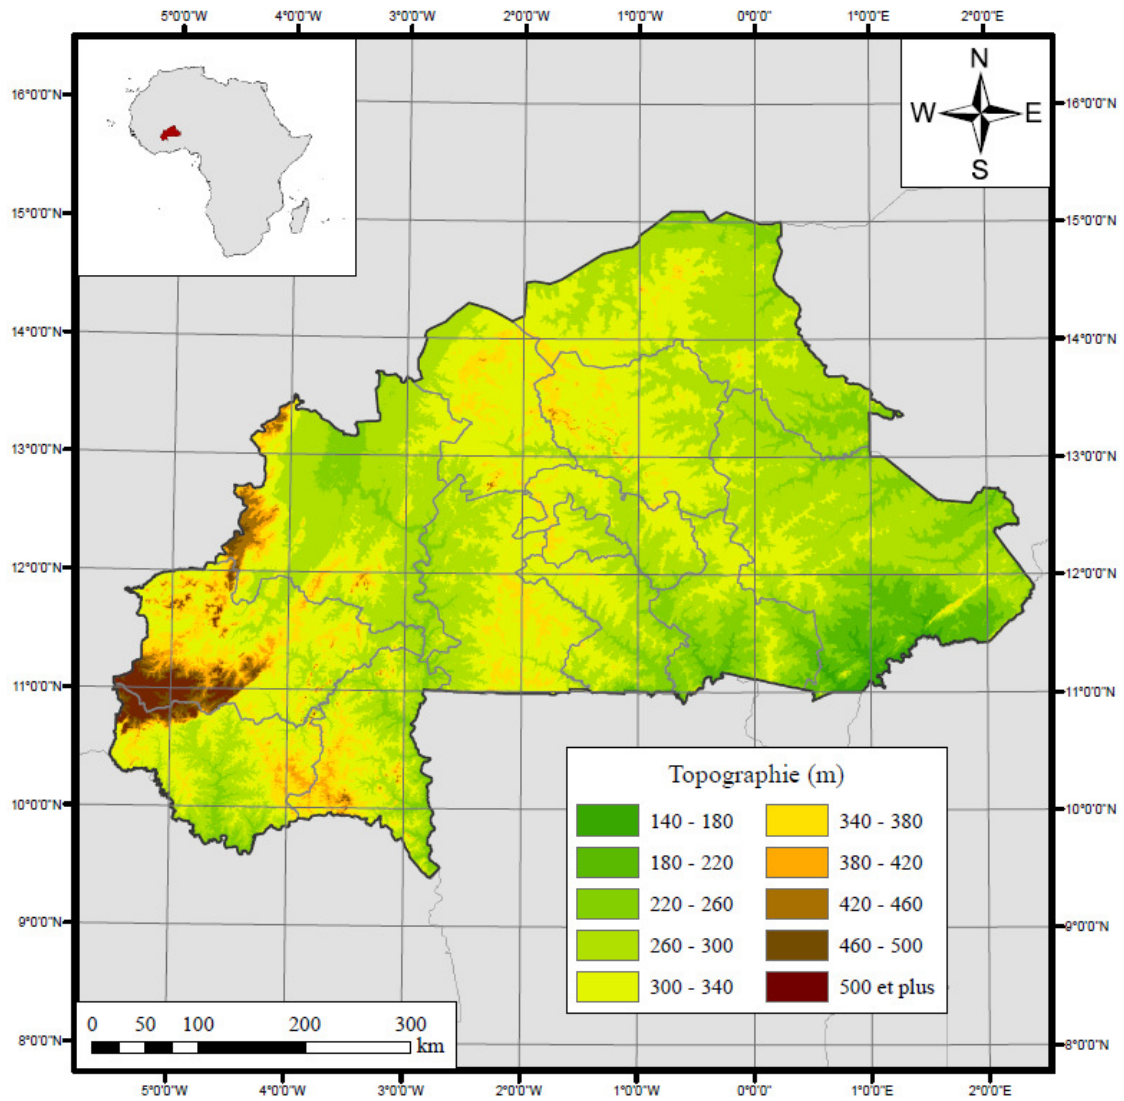 5°0'0"W 4°0'0"W 3°0'0"W 2°0'0"W 1°0'0"W 0°0'0" 1°0'0"E 2°0'0"E
N
W E
S
16°0'0"N 16°0'0"N
15°0'0"N 15°0'0"N
14°0'0"N 14°0'0"N
13°0'0"N 13°0'0"N
12°0'0"N 12°0'0"N
11°0'0"N 11°0'0"N
10°0'0"N 10°0'0"N
9°0'0"N 9°0'0"N
8°0'0"N 8°0'0"N
Topographie (m)
140 - 180 340 - 380
180 - 220 380 - 420
220 - 260 420 - 460
260 - 300 460 - 500
300 - 340 500 et plus
0 50 100 200 300
km
5°0'0"W 4°0'0"W 3°0'0"W 2°0'0"W 1°0'0"W 0°0'0" 1°0'0"E 2°0'0"E